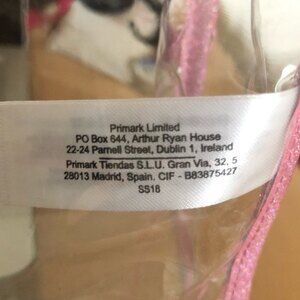 Primark Limited
PO Box 644, Arthur Ryan House
22-24 Parnell Street, Dublin 1, Ireland
Primark Tiendas S.L.U. Gran Via, 32, 5
28013 Madrid, Spain. CIF - B83875427
SS18